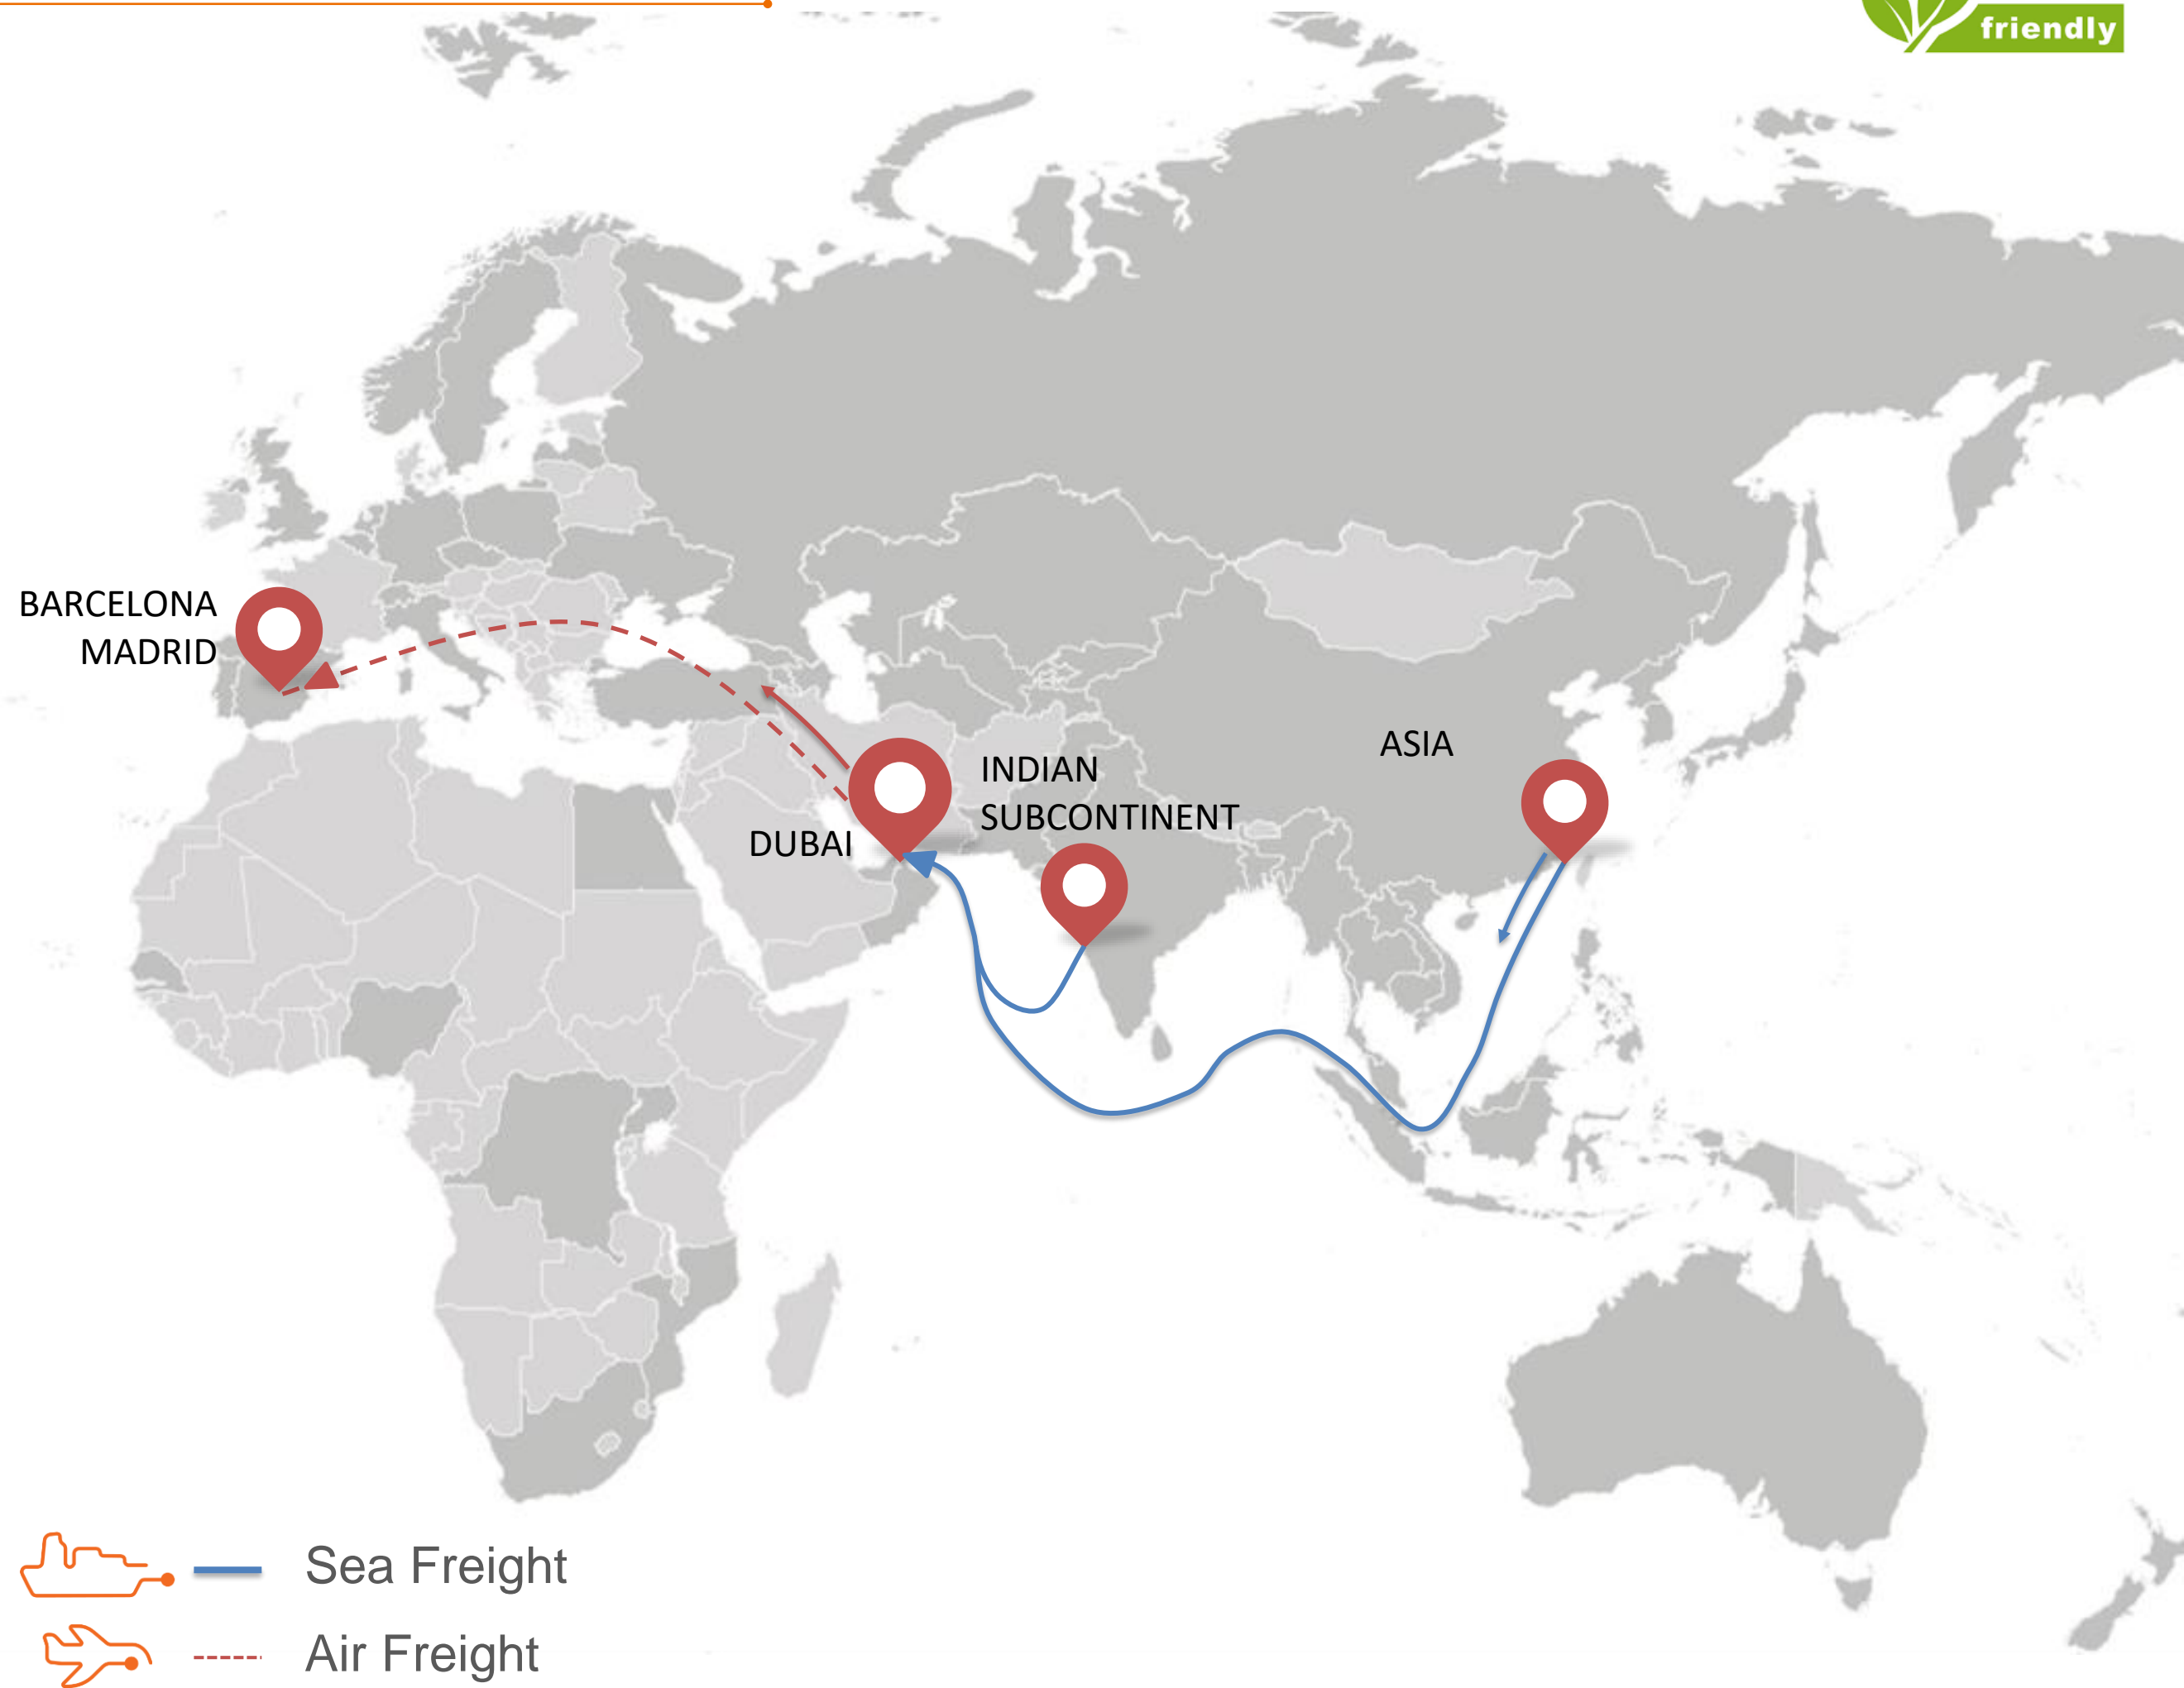 friendly
BARCELONA
MADRID
ASIA
INDIAN
SUBCONTINENT
DUBAI
Sea Freight
Air Freight